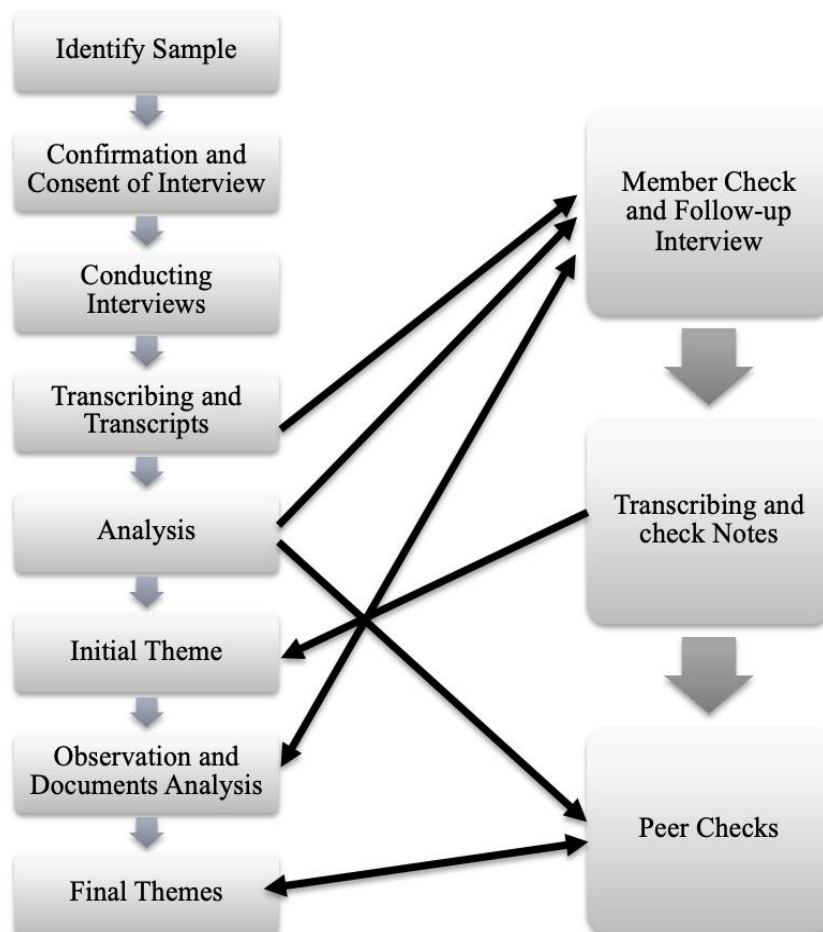 Identify Sample
Confirmation and
Consent of Interview
Conducting
Interviews
Transcribing and
Transcripts
Analysis
Initial Theme
Observation and
Documents Analysis
Final Themes
Member Check
and Follow-up
Interview
Transcribing and
check Notes
Peer Checks